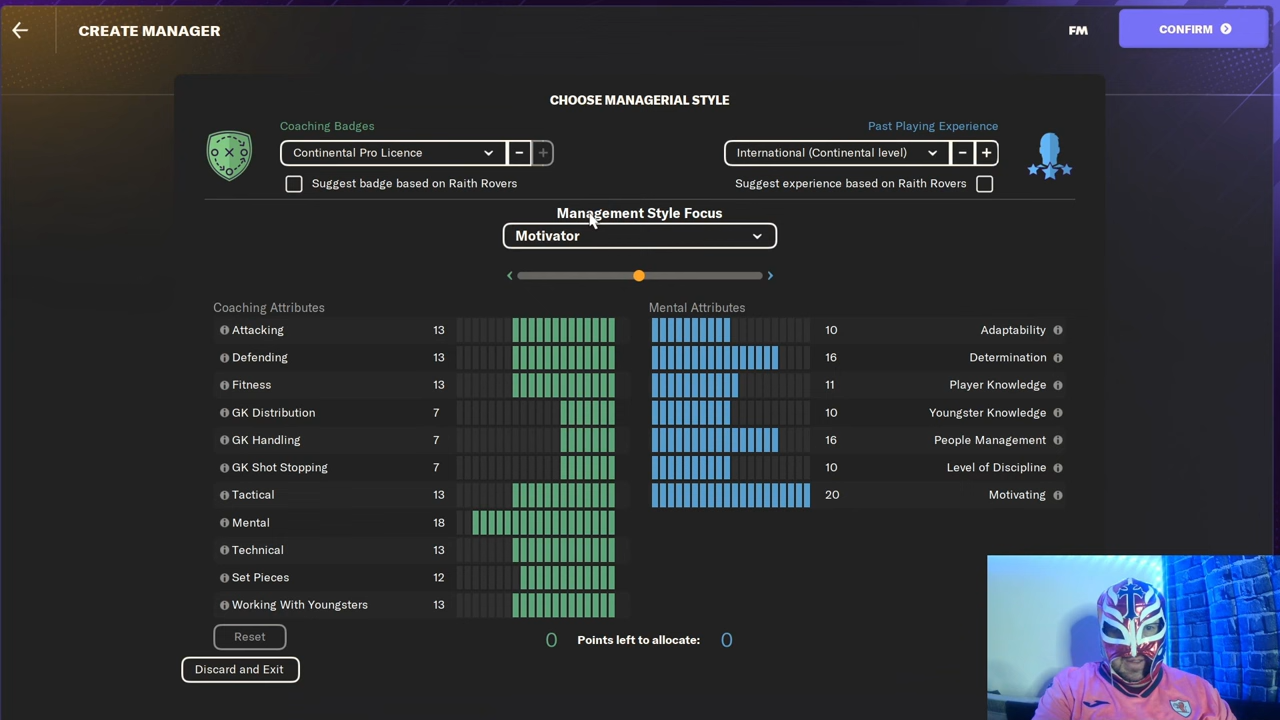 CREATE MANAGER
FM
CONFIRM
CHOOSE MANAGERIAL STYLE
Coaching Badges
Past Playing Experience
Continental Pro Licence
- +
International (Continental level)
- +
Suggest badge based on Raith Rovers
Suggest experience based on Raith Rovers
Management Style Focus
Motivator
Coaching Attributes
Mental Attributes
Attacking 13
10 Adaptability
Defending 13
16 Determination
Fitness 13
11 Player Knowledge
GK Distribution 7
10 Youngster Knowledge
GK Handling 7
16 People Management
GK Shot Stopping 7
10 Level of Discipline
Tactical 13
20 Motivating
Mental 18
Technical 13
Set Pieces 12
Working With Youngsters 13
Reset
0 Points left to allocate: 0
Discard and Exit